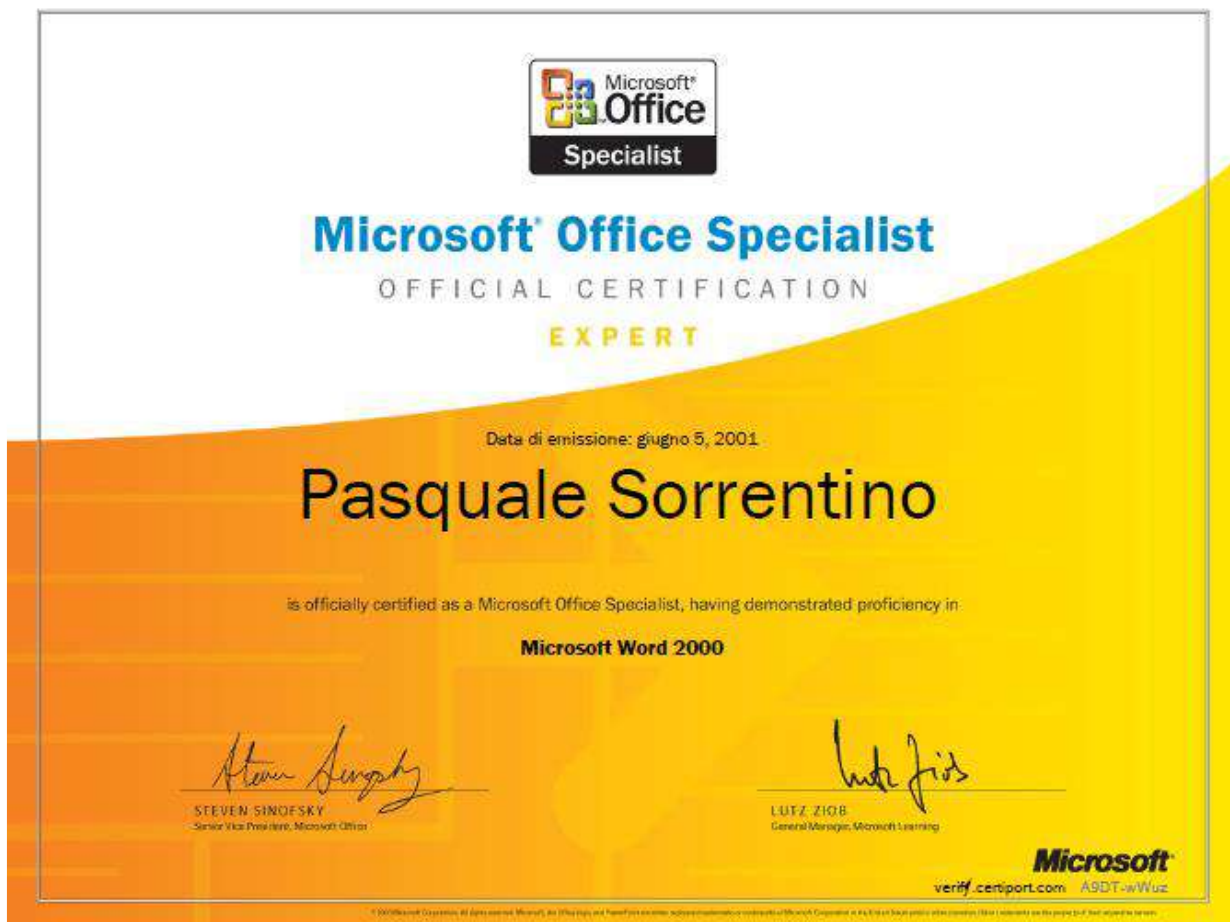 Microsoft®
Office
Specialist
Microsoft® Office Specialist
OFFICIAL CERTIFICATION
EXPERT
Data di emissione: giugno 5, 2001
Pasquale Sorrentino
is officially certified as a Microsoft Office Specialist, having demonstrated proficiency in
Microsoft Word 2000
STEVEN SINOFSKY
Senior Vice President, Microsoft Office
LUTZ ZIOB
General Manager, Microsoft Learning
Microsoft
verify.certiport.com A9DT-wWuz